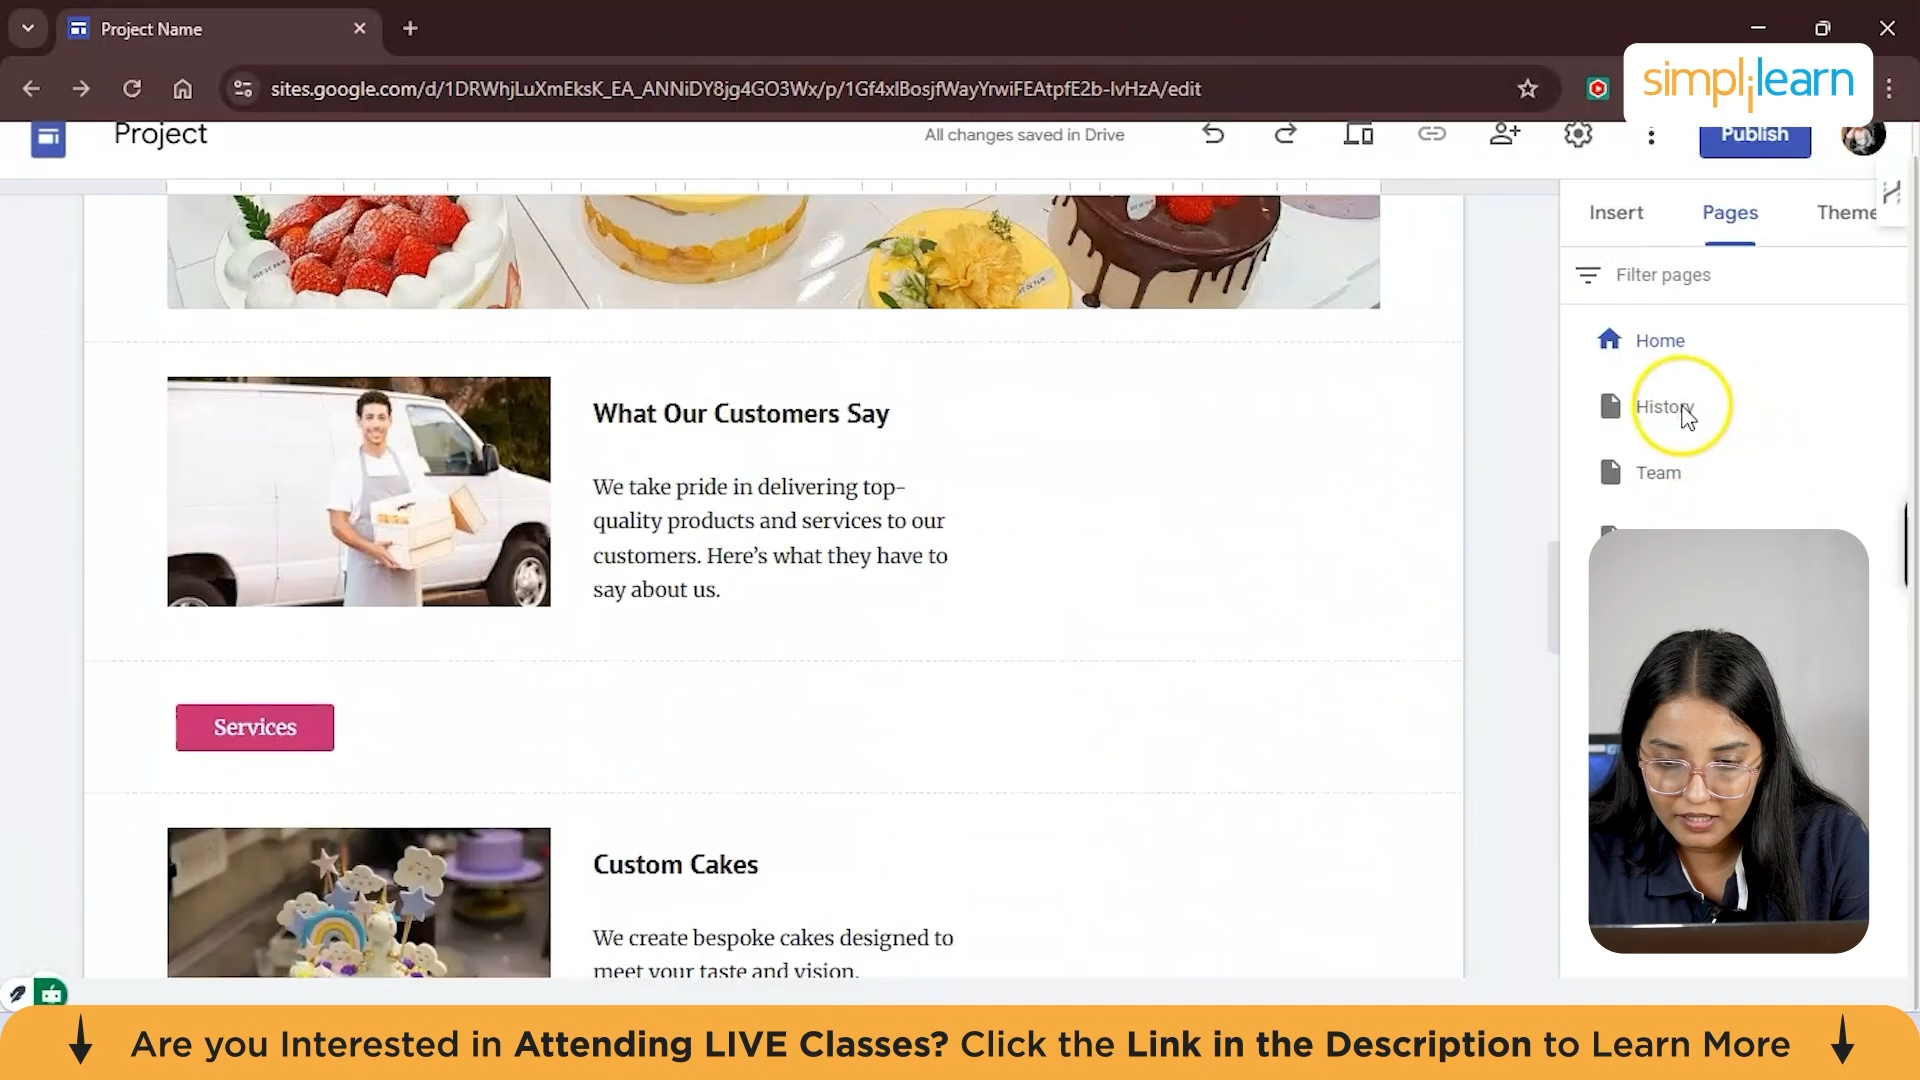 Project Name
sites.google.com/d/1DRWhjLuXmEksK_EA_ANNiDY8jg4GO3Wx/p/1Gf4xlBosjfWayYrwiFEAtpfE2b-IvHzA/edit
simplilearn
Project
All changes saved in Drive
Publish
Insert
Pages
Theme
Filter pages
Home
History
Team
What Our Customers Say
We take pride in delivering top-
quality products and services to our
customers. Here’s what they have to
say about us.
Services
Custom Cakes
We create bespoke cakes designed to
meet your taste and vision.
Are you Interested in Attending LIVE Classes? Click the Link in the Description to Learn More